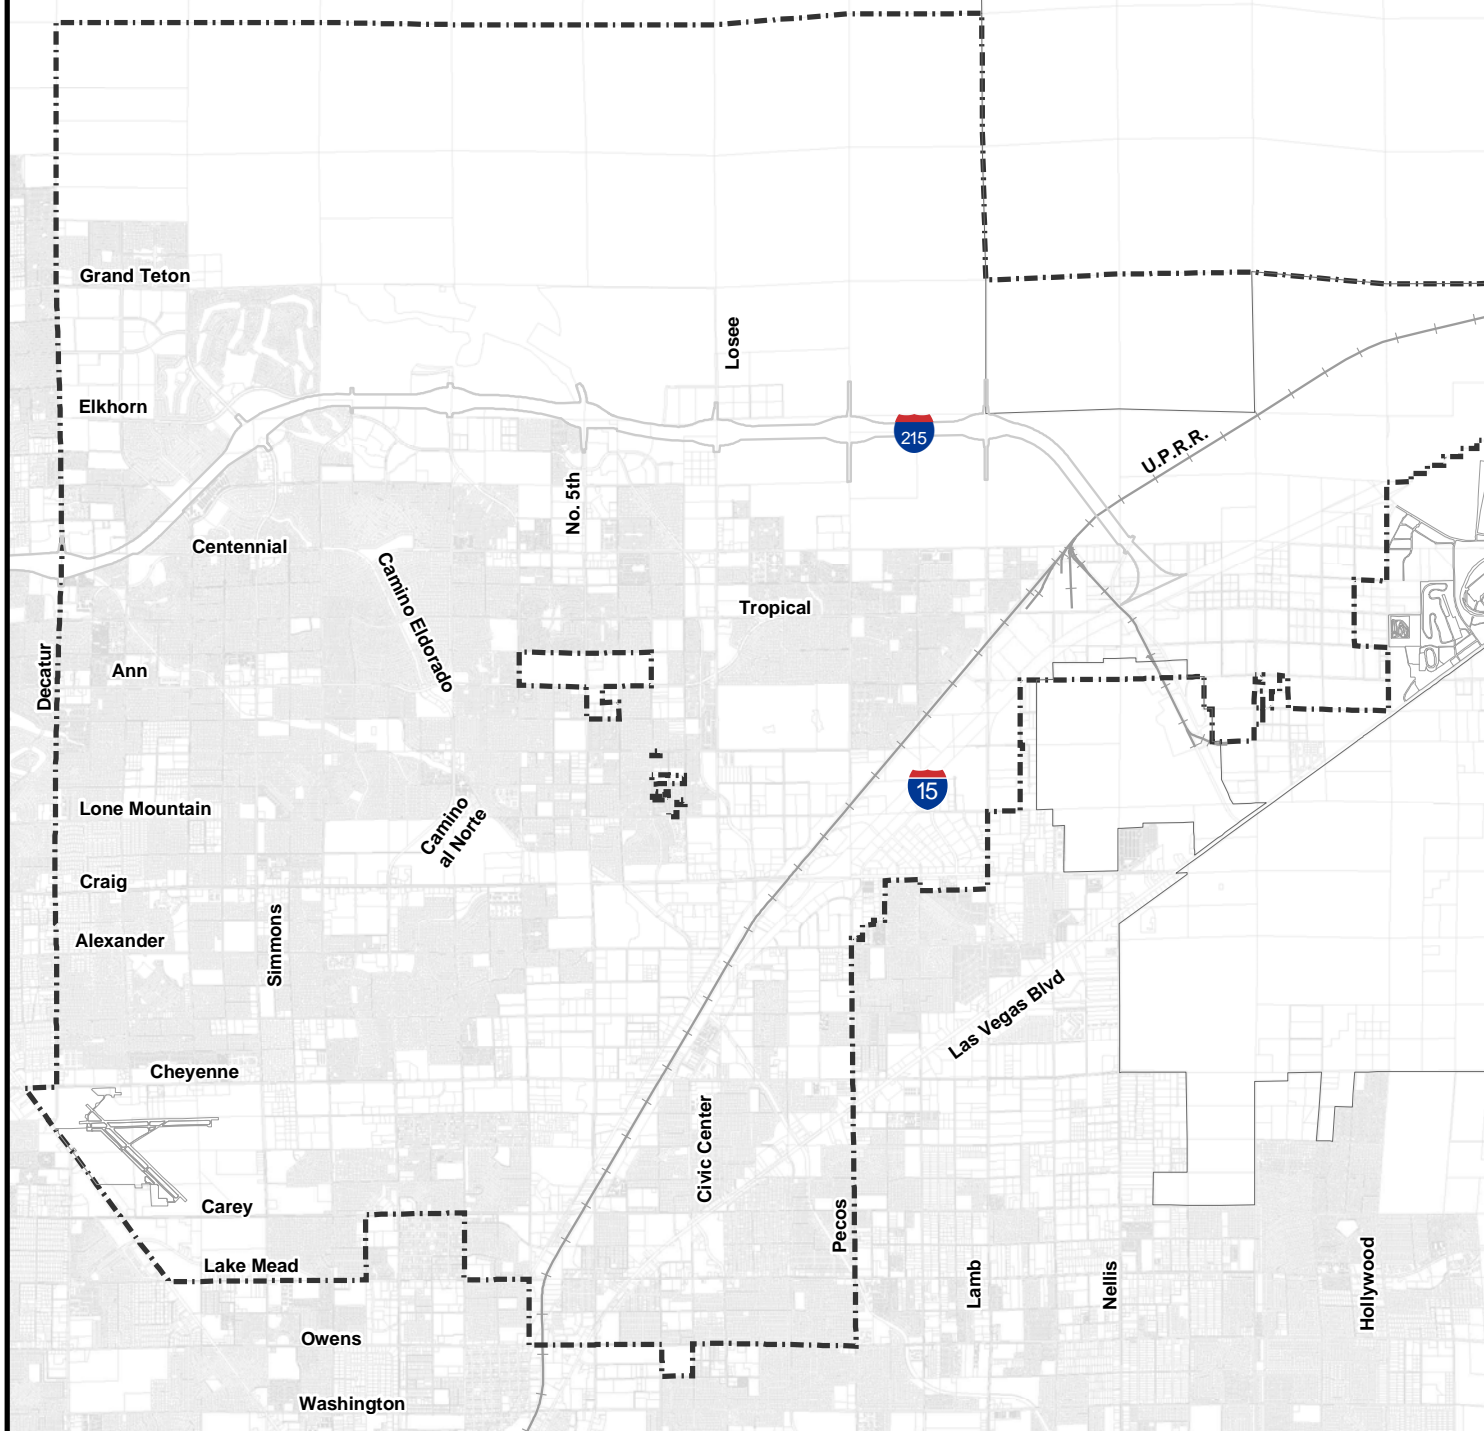 Grand Teton
Losee
Elkhorn
215
U.P.R.R.
No. 5th
Centennial
Camino Eldorado
Tropical
Decatur
Ann
15
Lone Mountain
Camino
al Norte
Craig
Simmons
Alexander
Las Vegas Blvd
Cheyenne
Civic Center
Carey
Pecos
Lake Mead
Lamb
Nellis
Hollywood
Owens
Washington